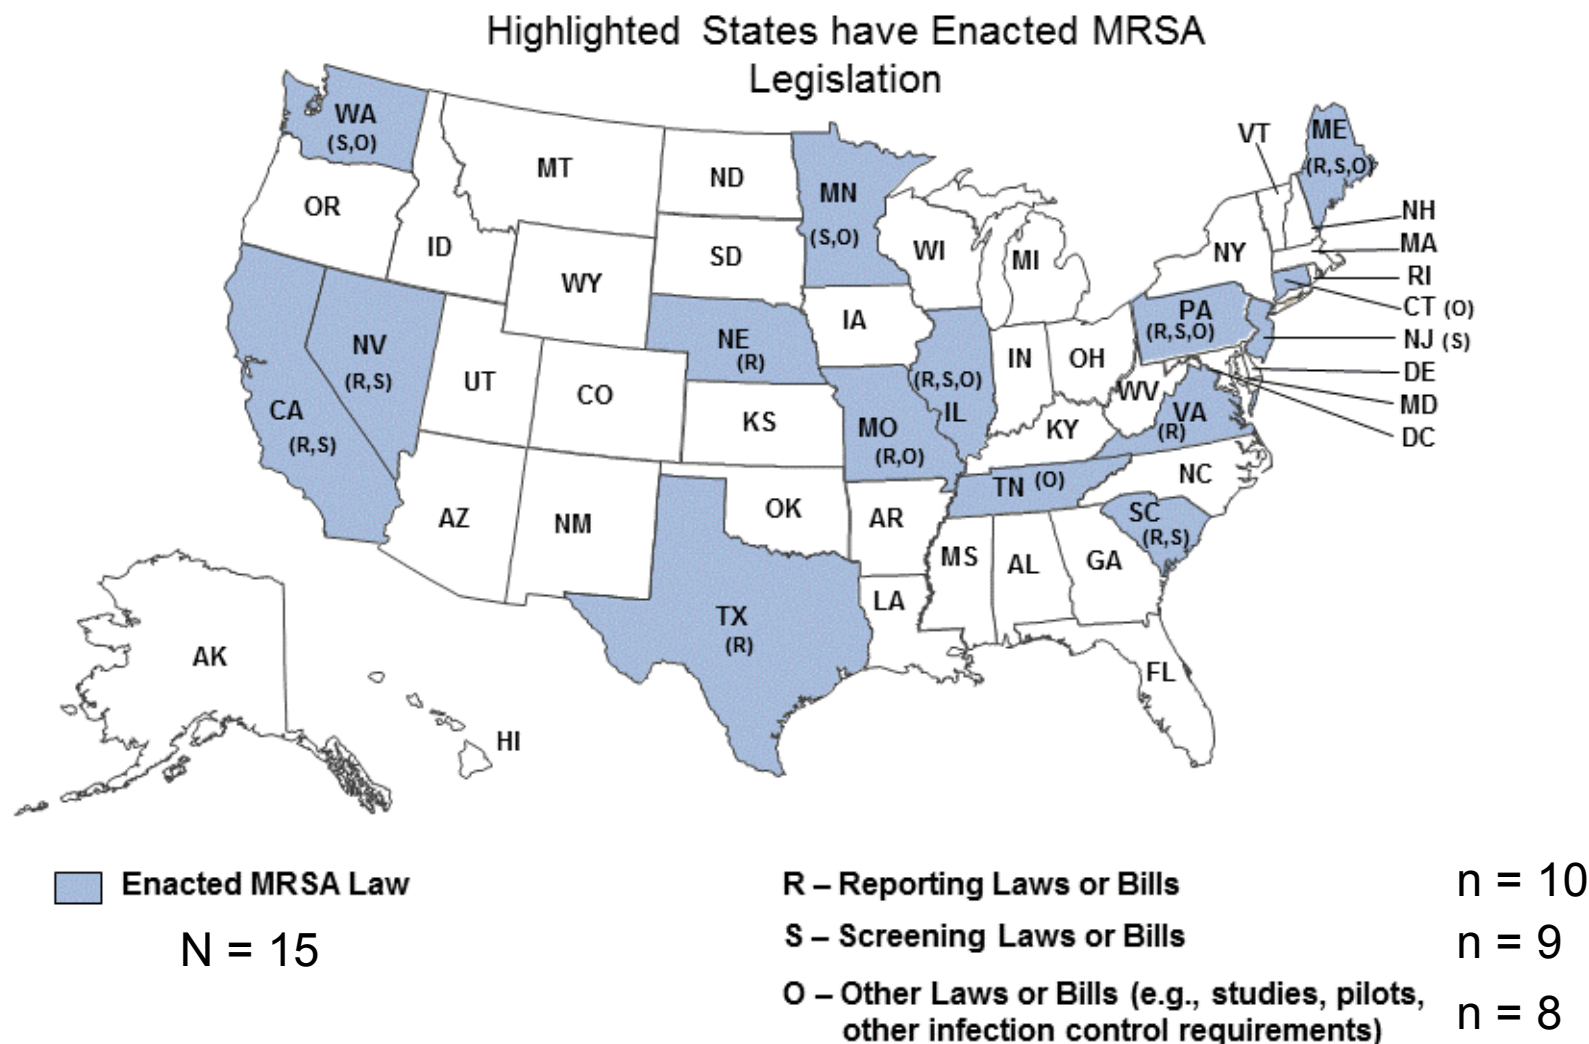 Highlighted States have Enacted MRSA
Legislation
WA
(S,O)
OR
ID
MT
ND
MN
(S,O)
SD
WY
WI
MI
VT
ME
(R,S,O)
NH
MA
RI
CT (O)
NJ (S)
DE
MD
DC
NY
PA
(R,S,O)
CA
(R,S)
NV
(R,S)
UT
CO
NE
(R)
IA
(R,S,O)
IL
IN
OH
WV
VA
(R)
KS
MO
(R,O)
KY
TN (O)
NC
SC
(R,S)
AZ
NM
OK
AR
MS
AL
GA
LA
TX
(R)
FL
AK
HI
Enacted MRSA Law
N = 15
R – Reporting Laws or Bills
n = 10
S – Screening Laws or Bills
n = 9
O – Other Laws or Bills (e.g., studies, pilots,
other infection control requirements)
n = 8